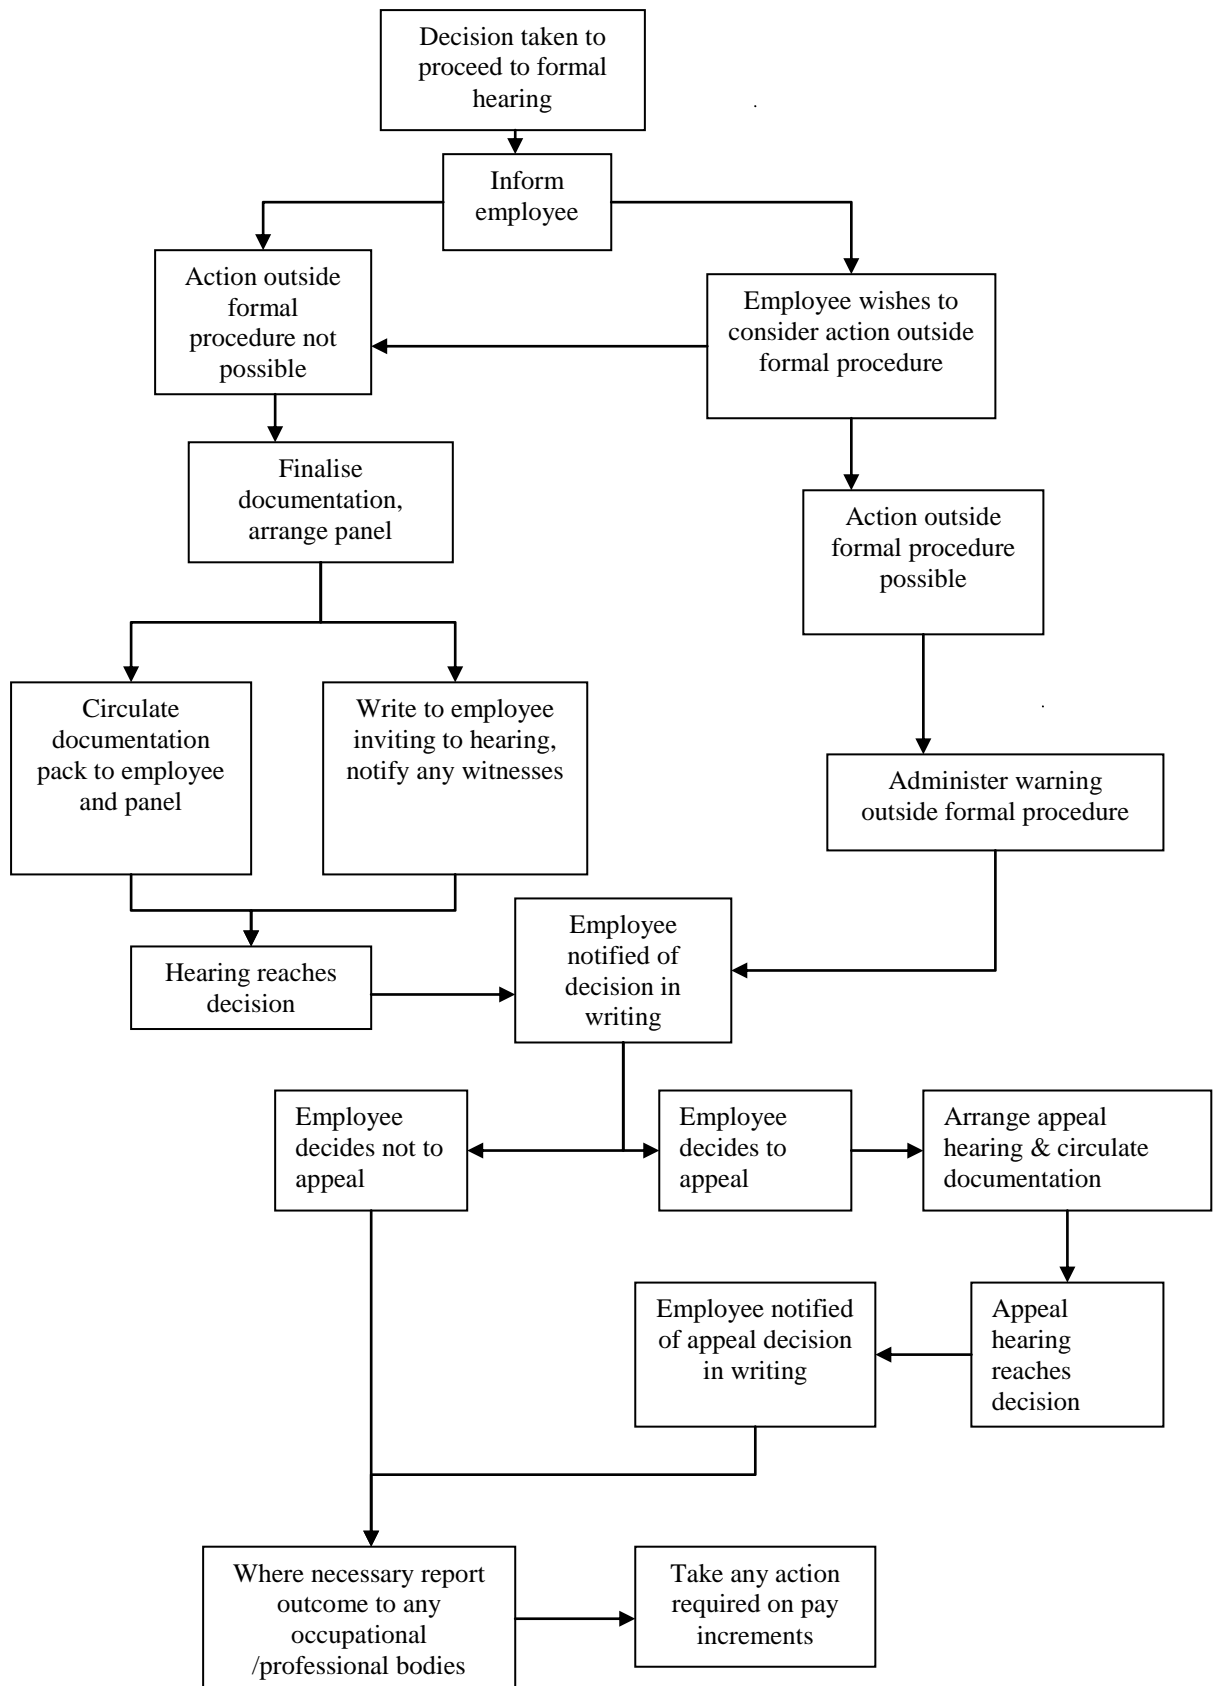 Decision taken to
proceed to formal
hearing
Inform
employee
Action outside
formal
procedure not
possible
Employee wishes to
consider action outside
formal procedure
Finalise
documentation,
arrange panel
Action outside
formal procedure
possible
Circulate
documentation
pack to employee
and panel
Write to employee
inviting to hearing,
notify any witnesses
Administer warning
outside formal procedure
Hearing reaches
decision
Employee
notified of
decision in
writing
Employee
decides not to
appeal
Employee
decides to
appeal
Arrange appeal
hearing & circulate
documentation
Employee notified
of appeal decision
in writing
Appeal
hearing
reaches
decision
Where necessary report
outcome to any
occupational
/professional bodies
Take any action
required on pay
increments